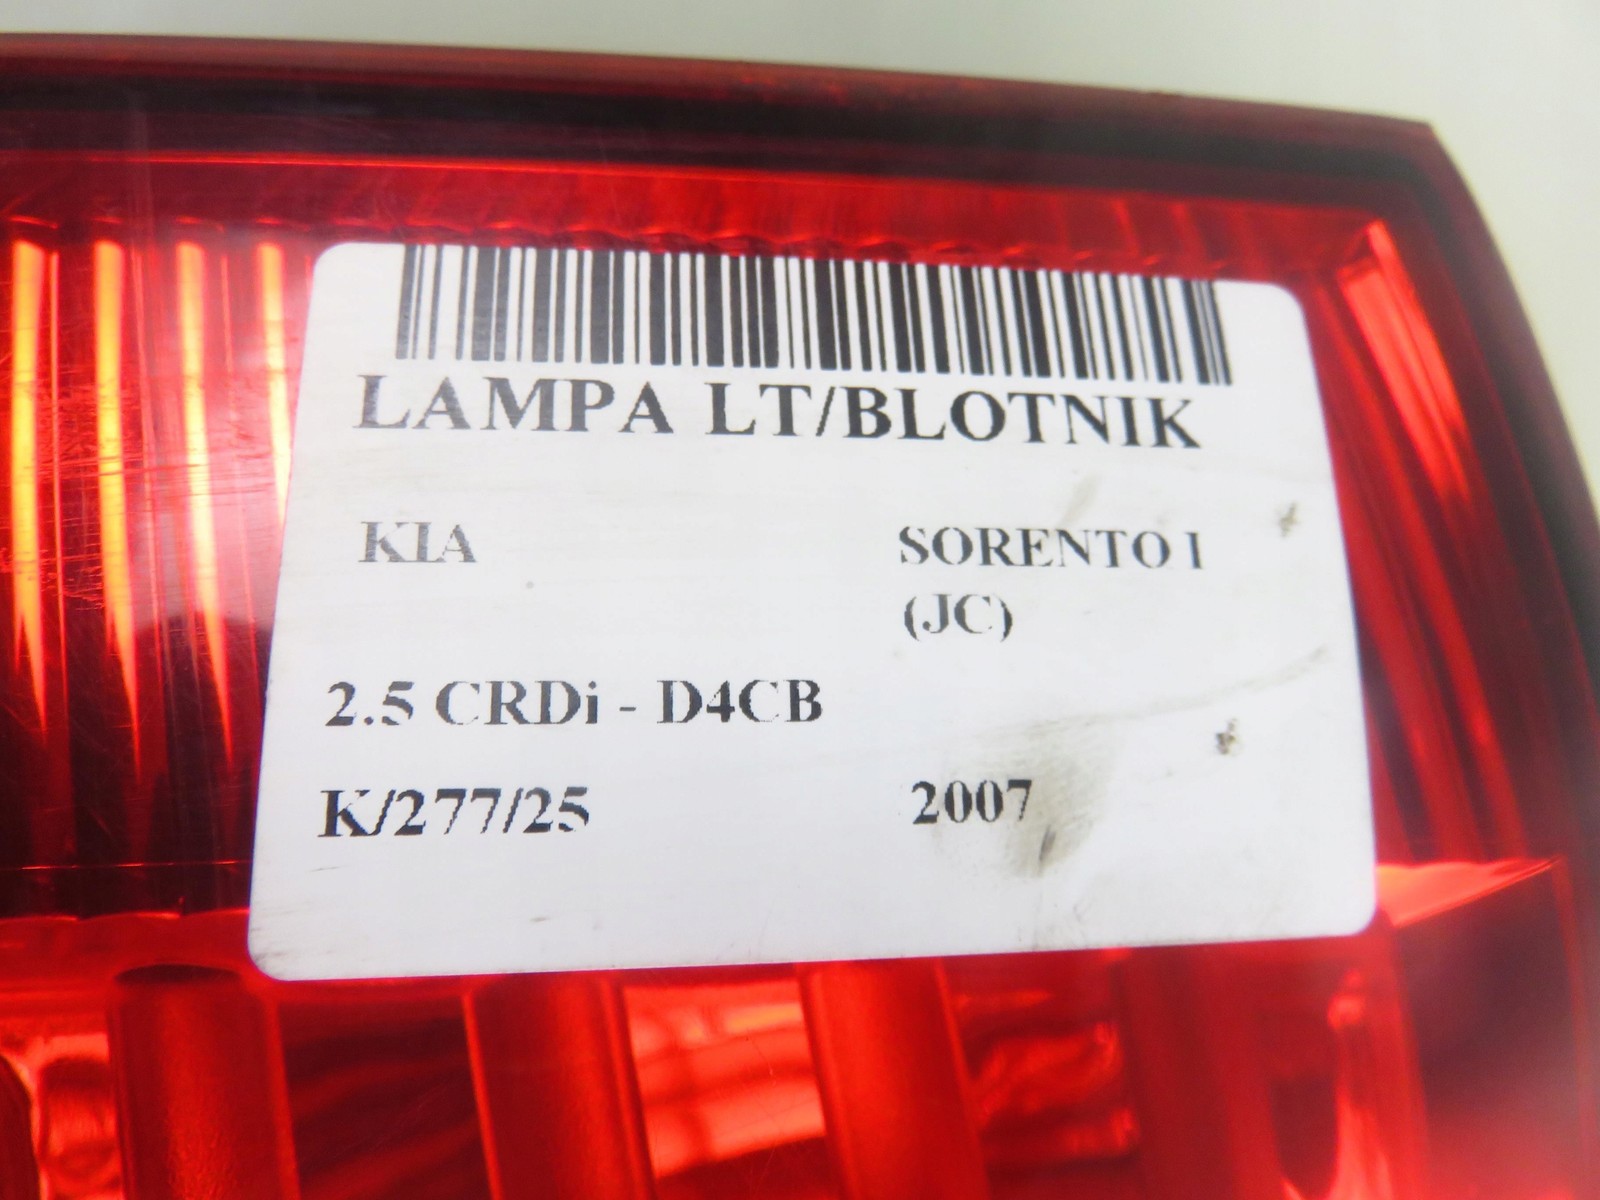 LAMPA LT/BLOTNIK
KIA SORENTO I
(JC)
2.5 CRDi - D4CB
K/277/25 2007